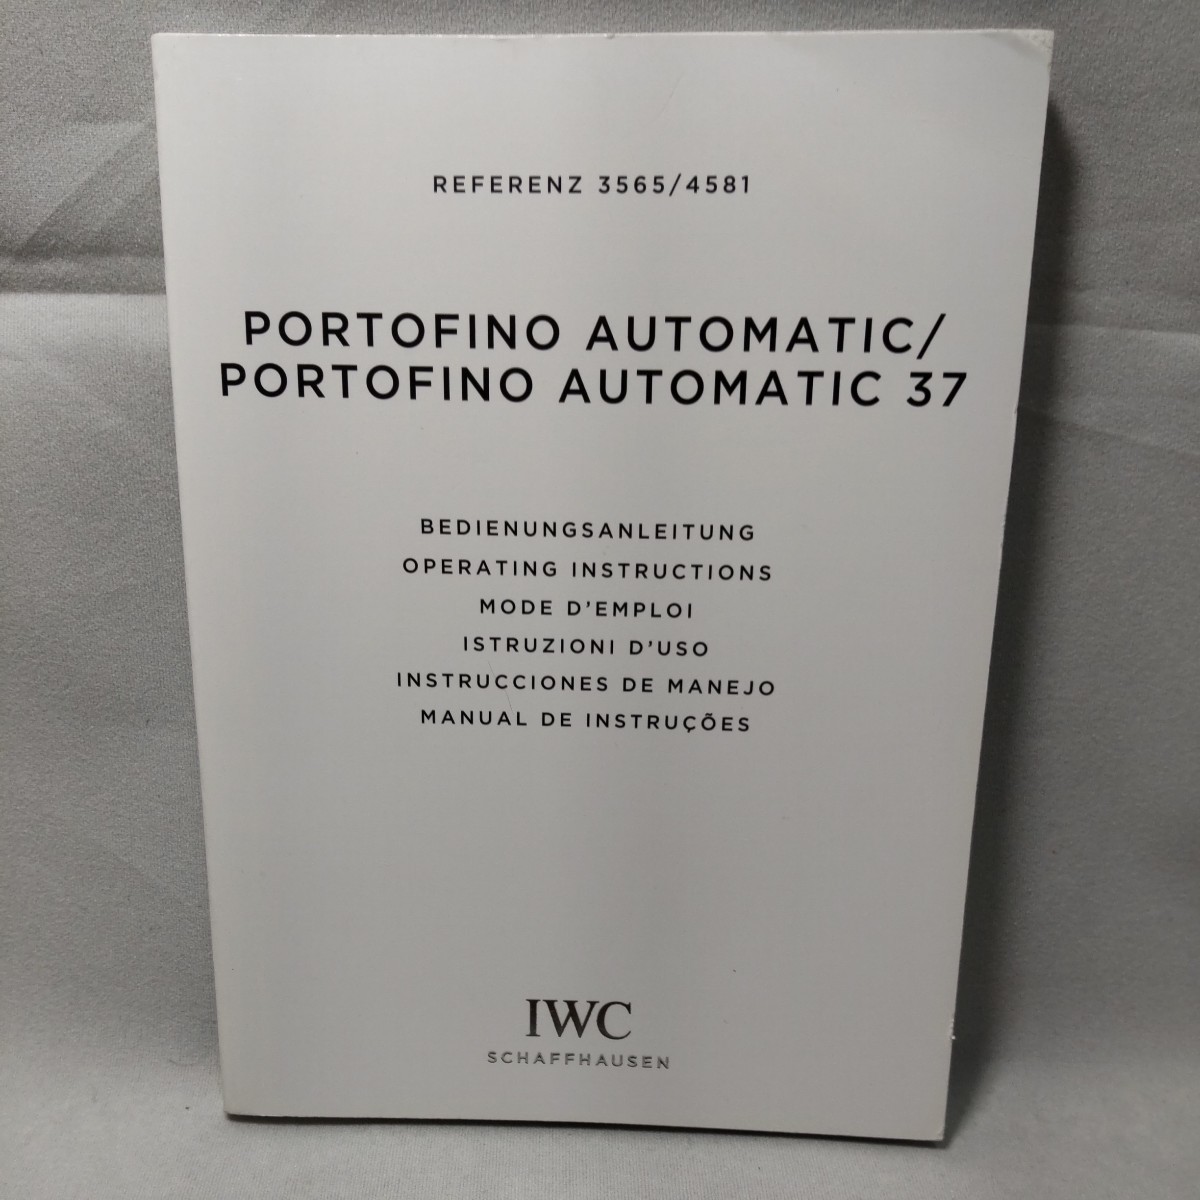 REFERENZ 3565/4581
PORTOFINO AUTOMATIC/
PORTOFINO AUTOMATIC 37
BEDIENUNGSANLEITUNG
OPERATING INSTRUCTIONS
MODE D'EMPLOI
ISTRUZIONI D'USO
INSTRUCCIONES DE MANEJO
MANUAL DE INSTRUÇÕES
IWC
SCHAFFHAUSEN